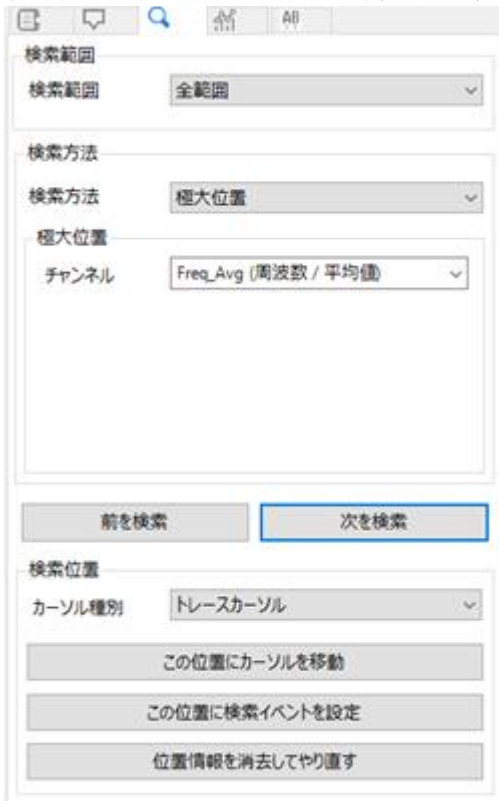 AB
検索範囲
検索範囲 全範囲
検索方法
検索方法 極大位置
極大位置
チャンネル Freq_Avg (周波数 / 平均値)
前を検索 次を検索
検索位置
カーソル種別 トレースカーソル
この位置にカーソルを移動
この位置に検索イベントを設定
位置情報を消去してやり直す